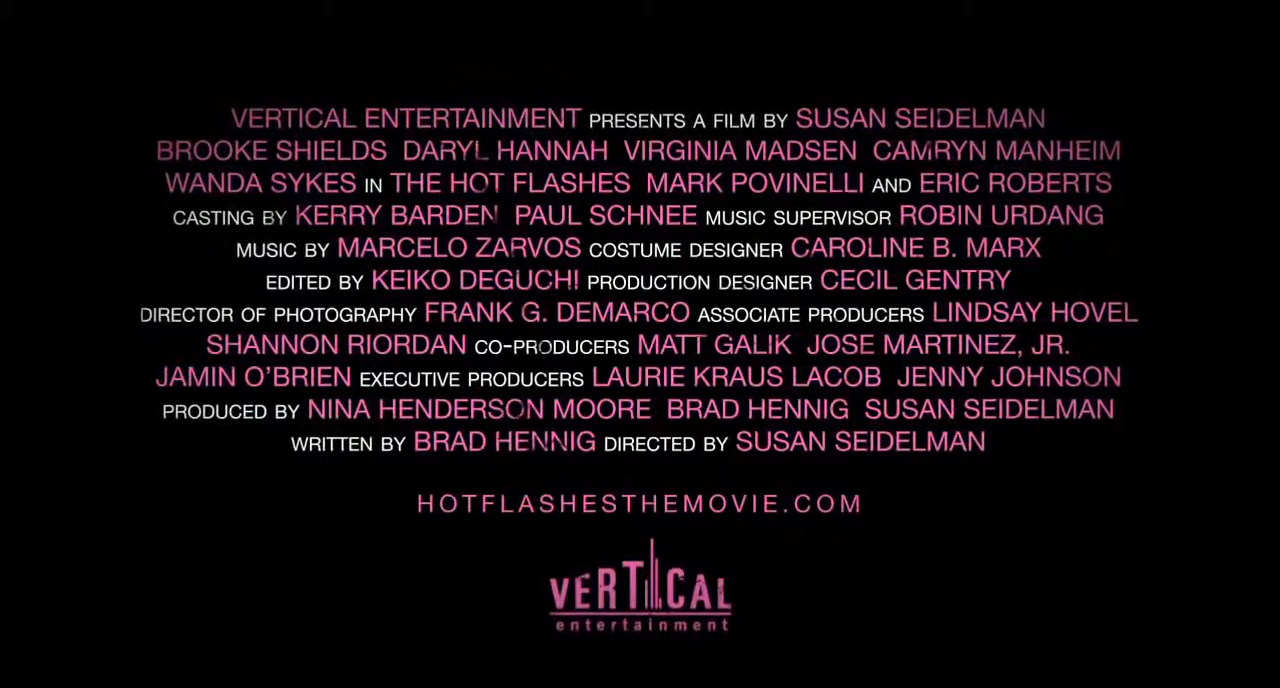 VERTICAL ENTERTAINMENT PRESENTS A FILM BY SUSAN SEIDELMAN
BROOKE SHIELDS DARYL HANNAH VIRGINIA MADSEN CAMRYN MANHEIM
WANDA SYKES IN THE HOT FLASHES MARK POVINELLI AND ERIC ROBERTS
CASTING BY KERRY BARDEN PAUL SCHNEE MUSIC SUPERVISOR ROBIN URDANG
MUSIC BY MARCELO ZARVOS COSTUME DESIGNER CAROLINE B. MARX
EDITED BY KEIKO DEGUCHI PRODUCTION DESIGNER CECIL GENTRY
DIRECTOR OF PHOTOGRAPHY FRANK G. DEMARCO ASSOCIATE PRODUCERS LINDSAY HOVEL
SHANNON RIORDAN CO-PRODUCERS MATT GALIK JOSE MARTINEZ, JR.
JAMIN O'BRIEN EXECUTIVE PRODUCERS LAURIE KRAUS LACOB JENNY JOHNSON
PRODUCED BY NINA HENDERSON MOORE BRAD HENNIG SUSAN SEIDELMAN
WRITTEN BY BRAD HENNIG DIRECTED BY SUSAN SEIDELMAN
HOTFLASHESTHEMOVIE.COM
VERTICAL
entertainment